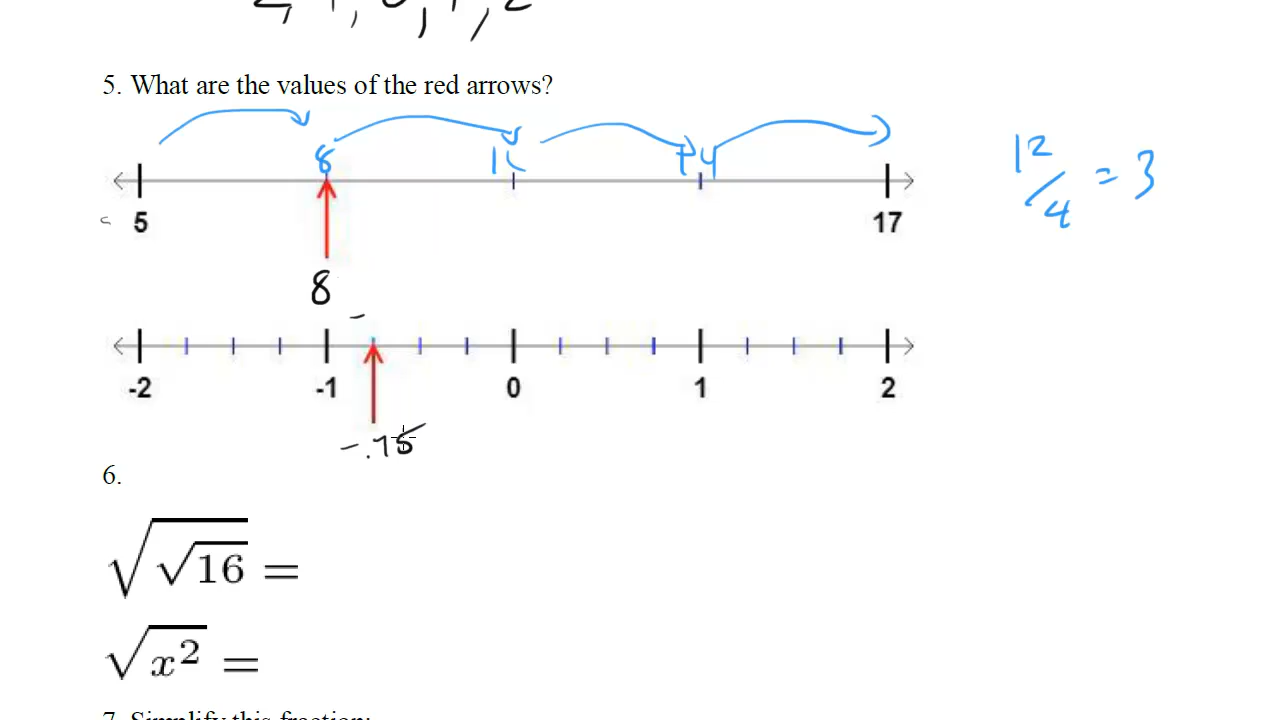 5. What are the values of the red arrows?
8 14
5 17
12/4 = 3
8
-2 -1 0 1 2
-.75
6.
√√16 =
√x² =